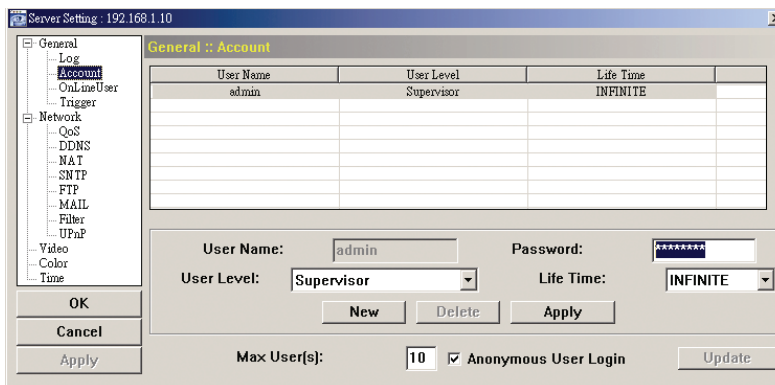 Server Setting : 192.168.1.10
General
Log
Account
OnLineUser
Trigger
Network
QoS
DDNS
NAT
SNTP
FTP
MAIL
Filter
UPnP
Video
Color
Time
OK
Cancel
Apply
General :: Account
User Name User Level Life Time
admin Supervisor INFINITE
User Name: admin Password: ********
User Level: Supervisor Life Time: INFINITE
New Delete Apply
Max User(s): 10 Anonymous User Login Update